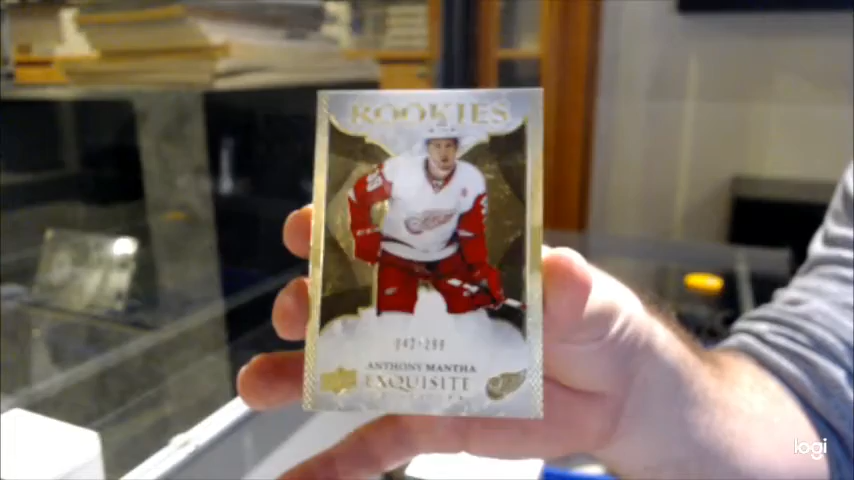 ROOKIES
042/299
ANTHONY MANTHA
EXQUISITE
logi